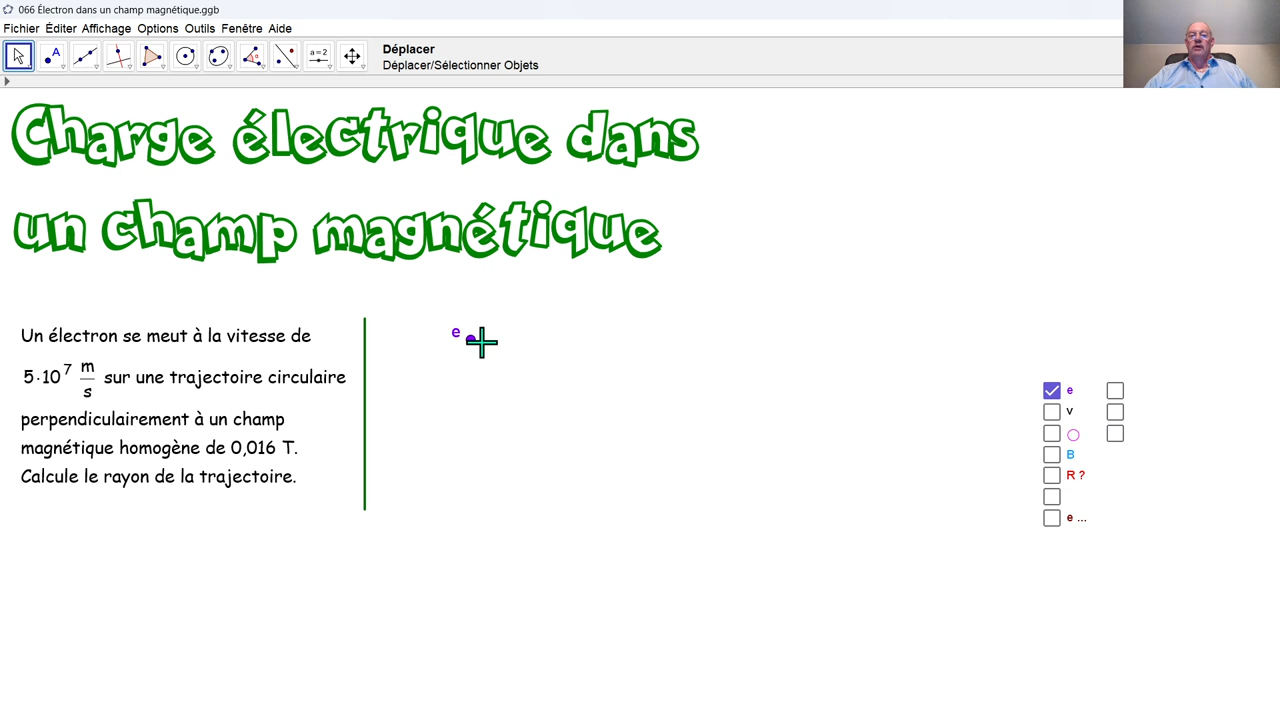 066 Électron dans un champ magnétique.ggb
Fichier Éditer Affichage Options Outils Fenêtre Aide
A
a=2
Déplacer
Déplacer/Sélectionner Objets
Charge électrique dans
un champ magnétique
Un électron se meut à la vitesse de
5·10⁷ m/s sur une trajectoire circulaire
perpendiculairement à un champ
magnétique homogène de 0,016 T.
Calcule le rayon de la trajectoire.
e
e
v
B
R ?
e ...